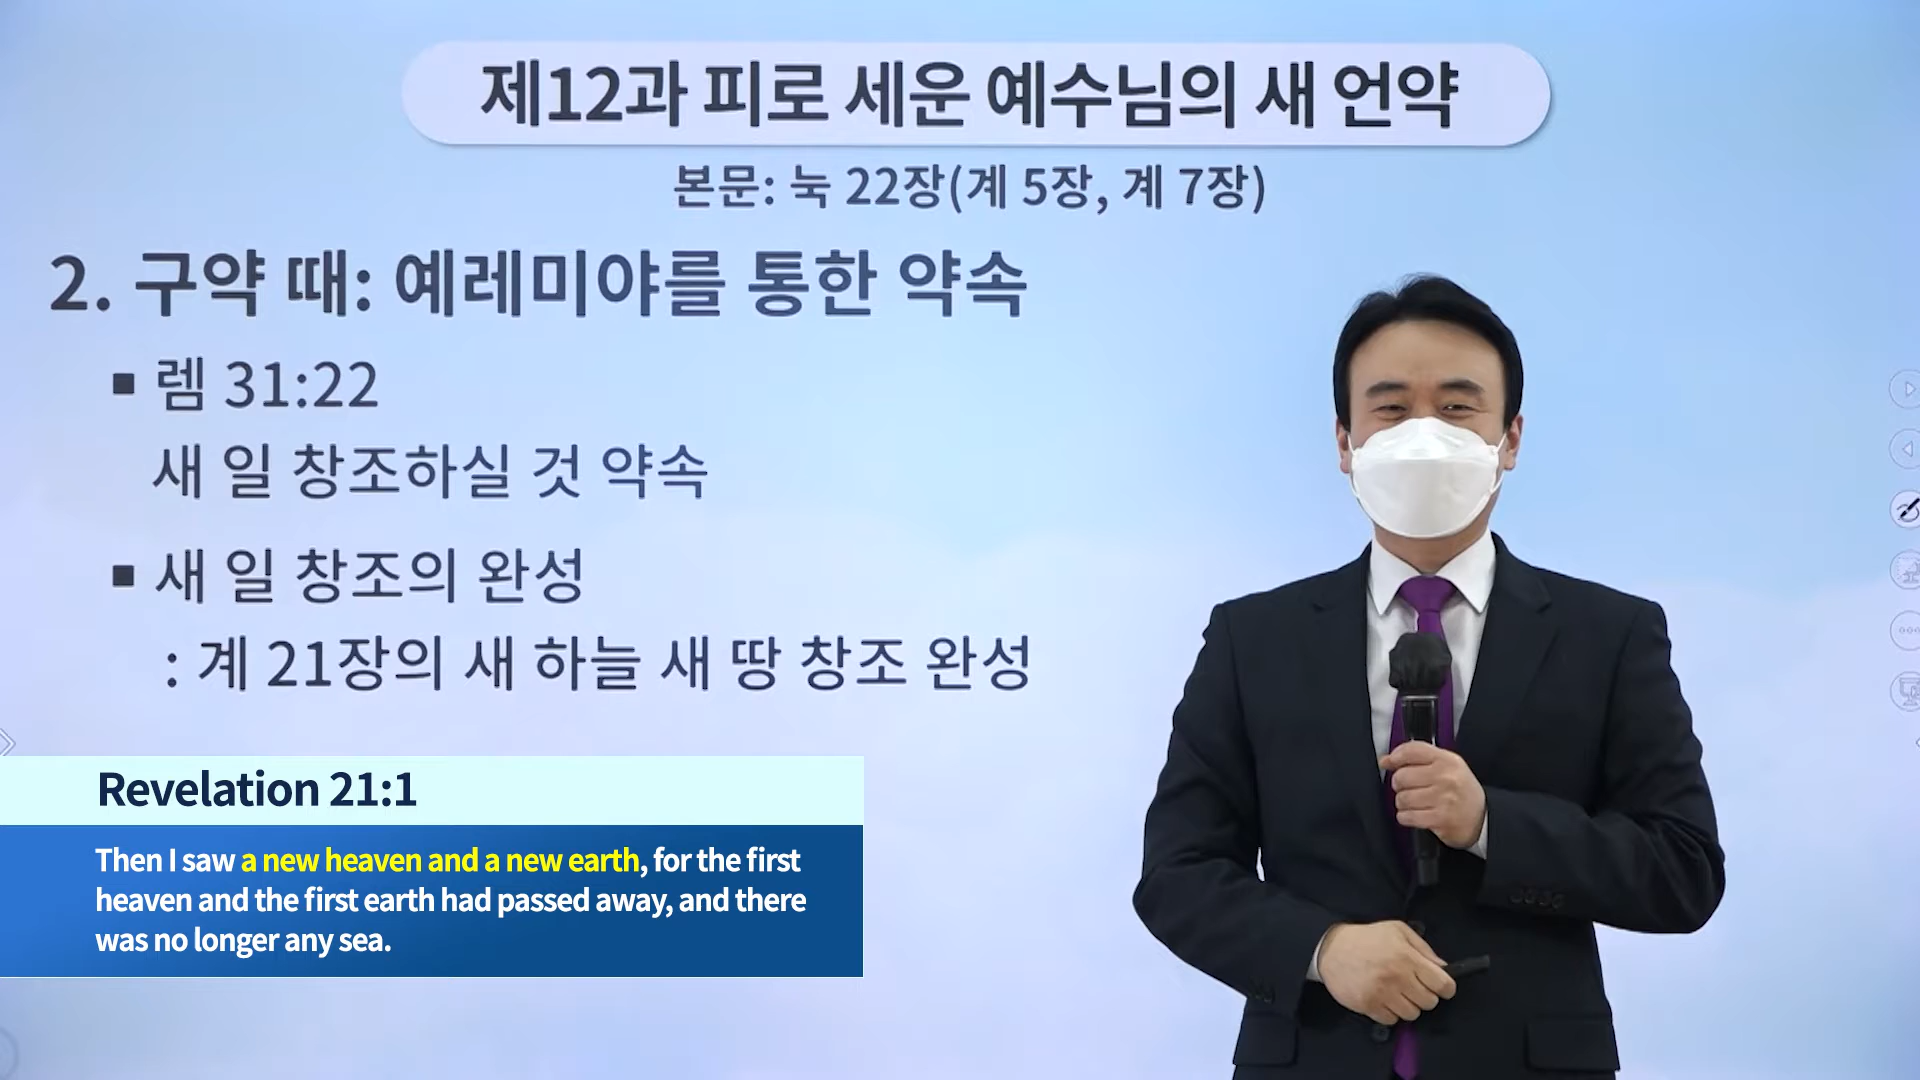 제12과 피로 세운 예수님의 새 언약
본문: 눅 22장(계 5장, 계 7장)
2. 구약 때: 예레미야를 통한 약속
▪ 렘 31:22
새 일 창조하실 것 약속
▪ 새 일 창조의 완성
: 계 21장의 새 하늘 새 땅 창조 완성
Revelation 21:1
Then I saw a new heaven and a new earth, for the first
heaven and the first earth had passed away, and there
was no longer any sea.